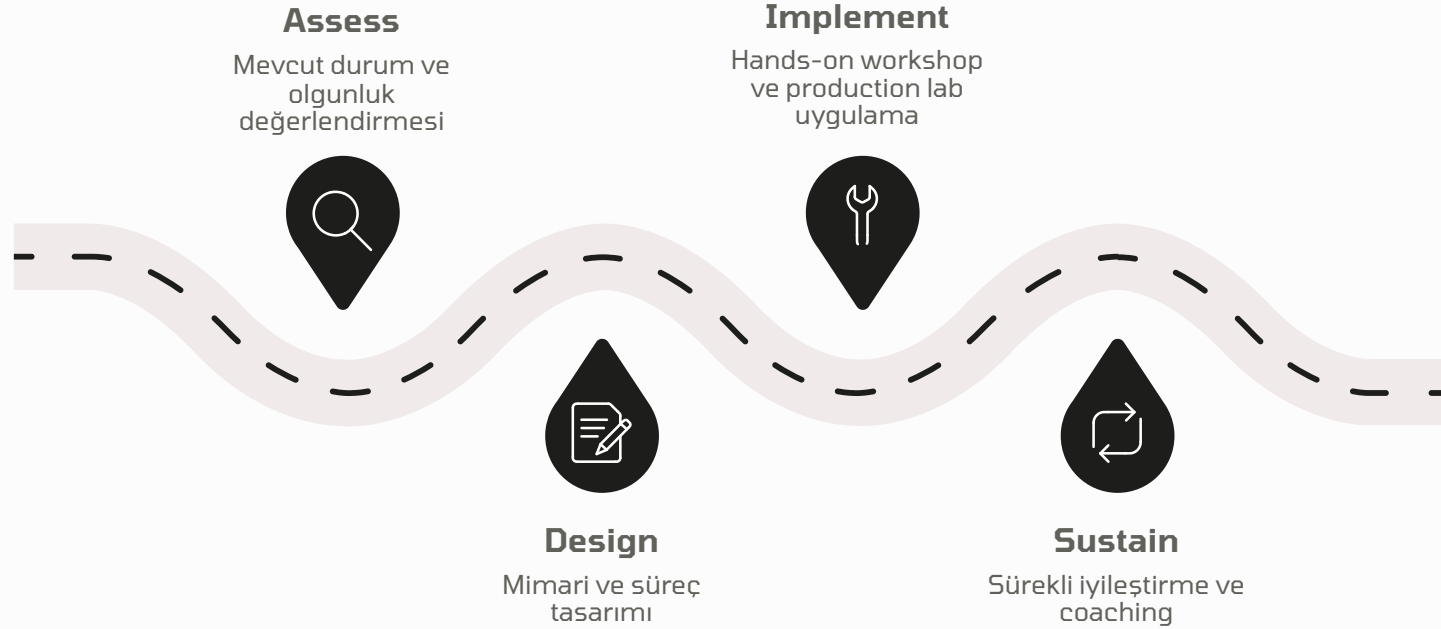 Assess
Mevcut durum ve
olgunluk
değerlendirmesi
Implement
Hands-on workshop
ve production lab
uygulama
Design
Mimari ve süreç
tasarımı
Sustain
Sürekli iyileştirme ve
coaching